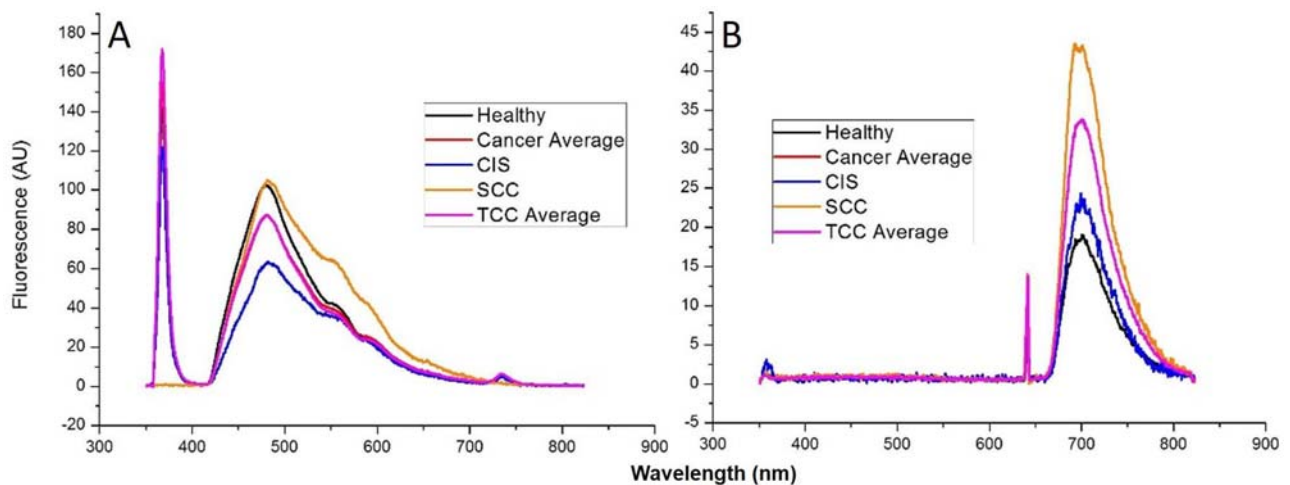 A
B
Fluorescence (AU)
180
160
140
120
100
80
60
40
20
0
-20
300 400 500 600 700 800 900
Healthy
Cancer Average
CIS
SCC
TCC Average
45
40
35
30
25
20
15
10
5
0
-5
300 400 500 600 700 800 900
Healthy
Cancer Average
CIS
SCC
TCC Average
Wavelength (nm)